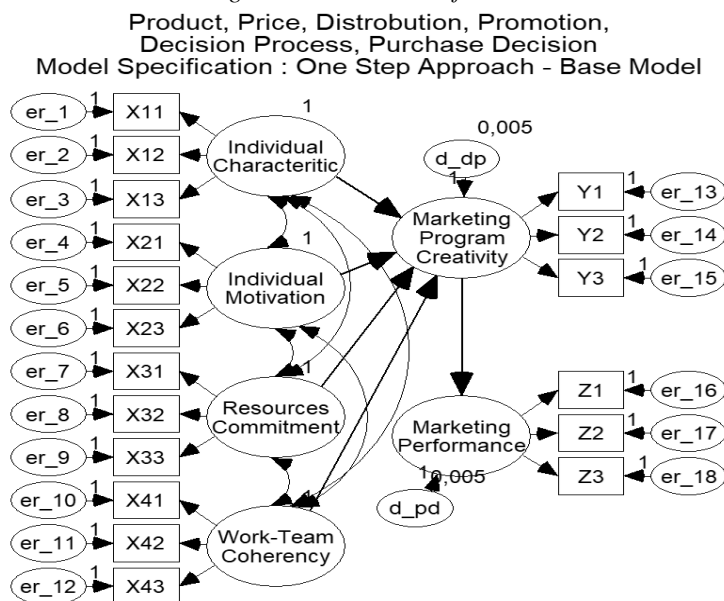 Product, Price, Distrobution, Promotion,
Decision Process, Purchase Decision
Model Specification : One Step Approach - Base Model
er_1 1 X11
er_2 1 X12
er_3 1 X13
er_4 1 X21
er_5 1 X22
er_6 1 X23
er_7 1 X31
er_8 1 X32
er_9 1 X33
er_10 1 X41
er_11 1 X42
er_12 1 X43
1
Individual
Characteritic
1
Individual
Motivation
1
Resources
Commitment
1
Work-Team
Coherency
0,005
d_dp
1
Marketing
Program
Creativity
Y1 1 er_13
Y2 1 er_14
Y3 1 er_15
Marketing
Performance
1
0,005
d_pd
Z1 1 er_16
Z2 1 er_17
Z3 1 er_18